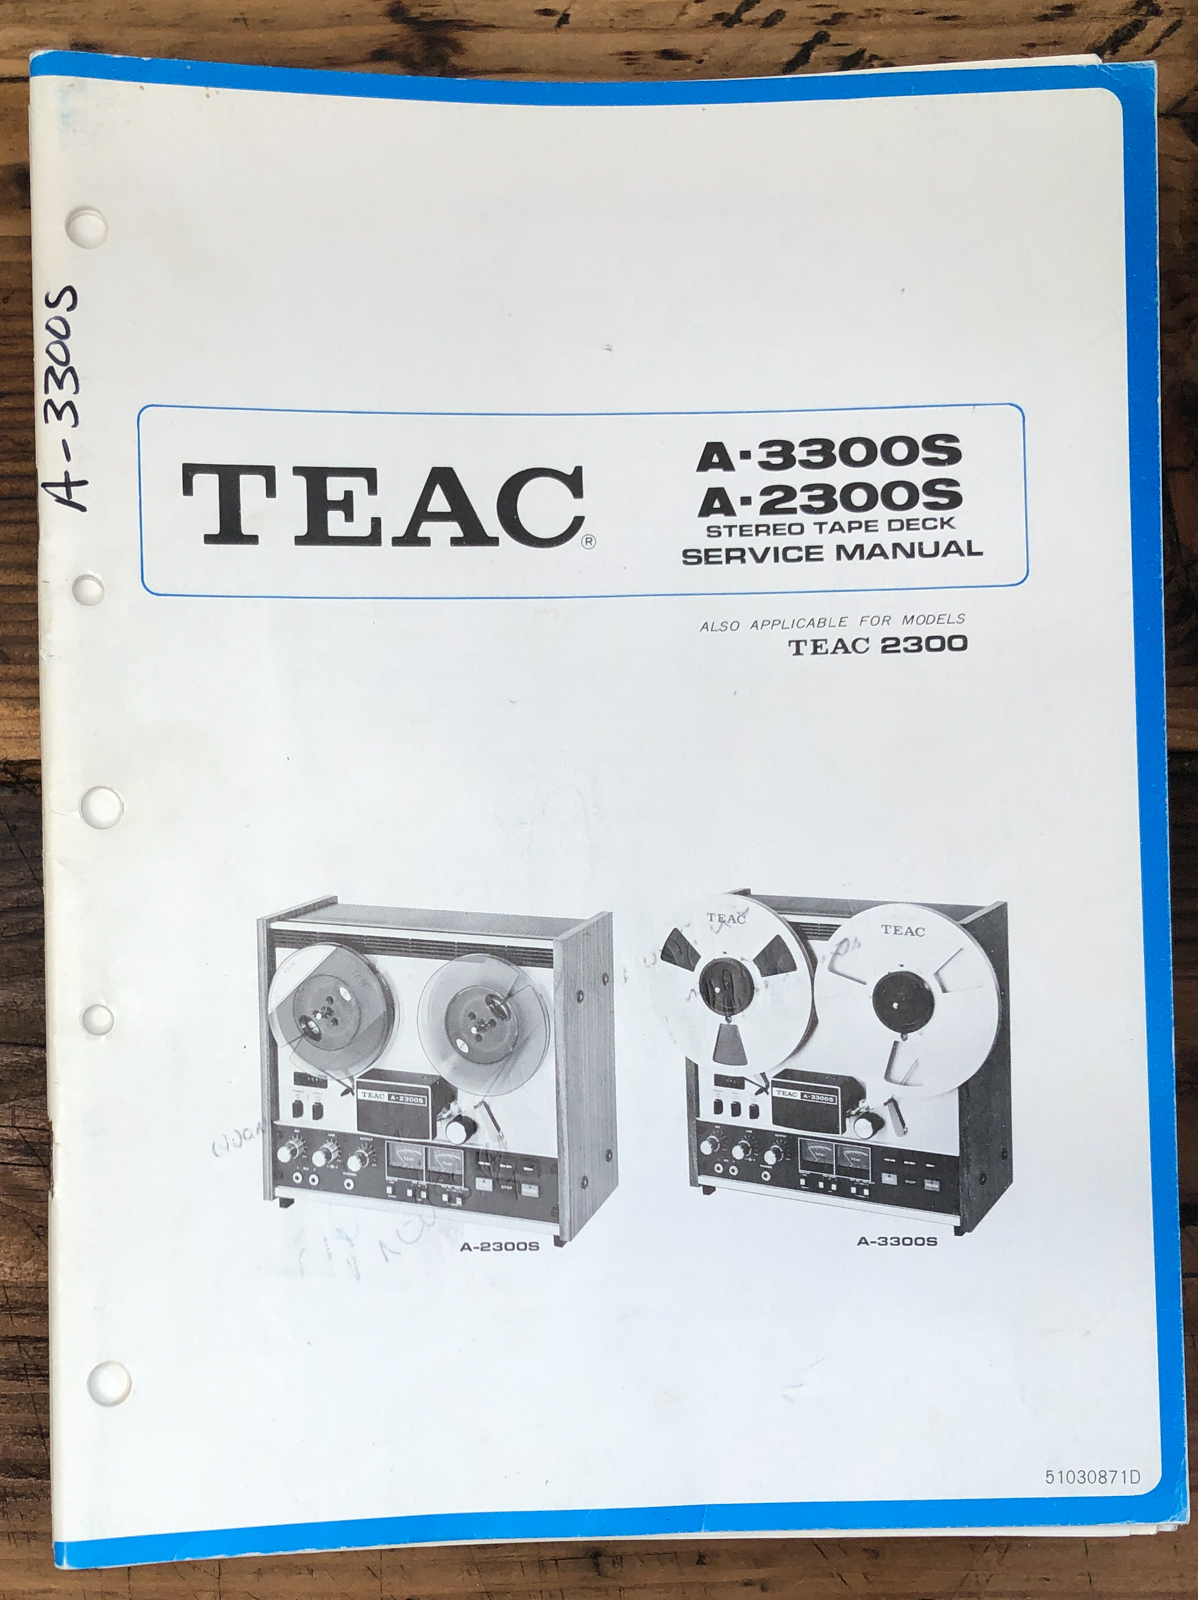 A-3300S
TEAC®
A-3300S
A-2300S
STEREO TAPE DECK
SERVICE MANUAL
ALSO APPLICABLE FOR MODELS
TEAC 2300
TEAC
TEAC
TEAC A-2300S
TEAC A-3300S
A-2300S
A-3300S
51030871D